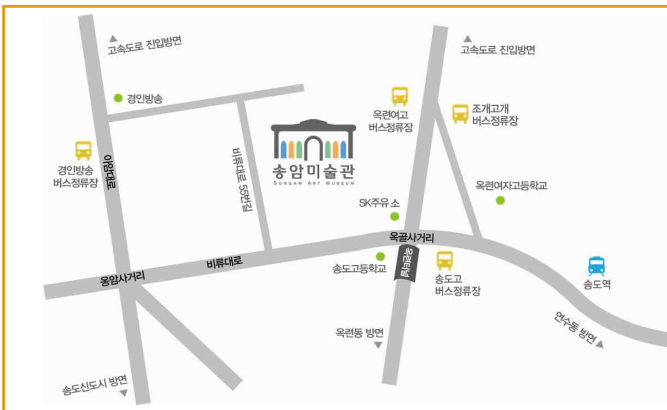 고속도로 진입방면
고속도로 진입방면
경인방송
옥련여고
버스정류장
조개고개
버스정류장
경인방송
버스정류장
아암대로
비류대로 55번길
송암미술관
SONGAM ART MUSEUM
옥련여자고등학교
SK주유소
옥골사거리
비류대로
옹암사거리
송도고등학교
옥련터널
송도고
버스정류장
송도역
옥련동 방면
연수동 방면
송도신도시 방면